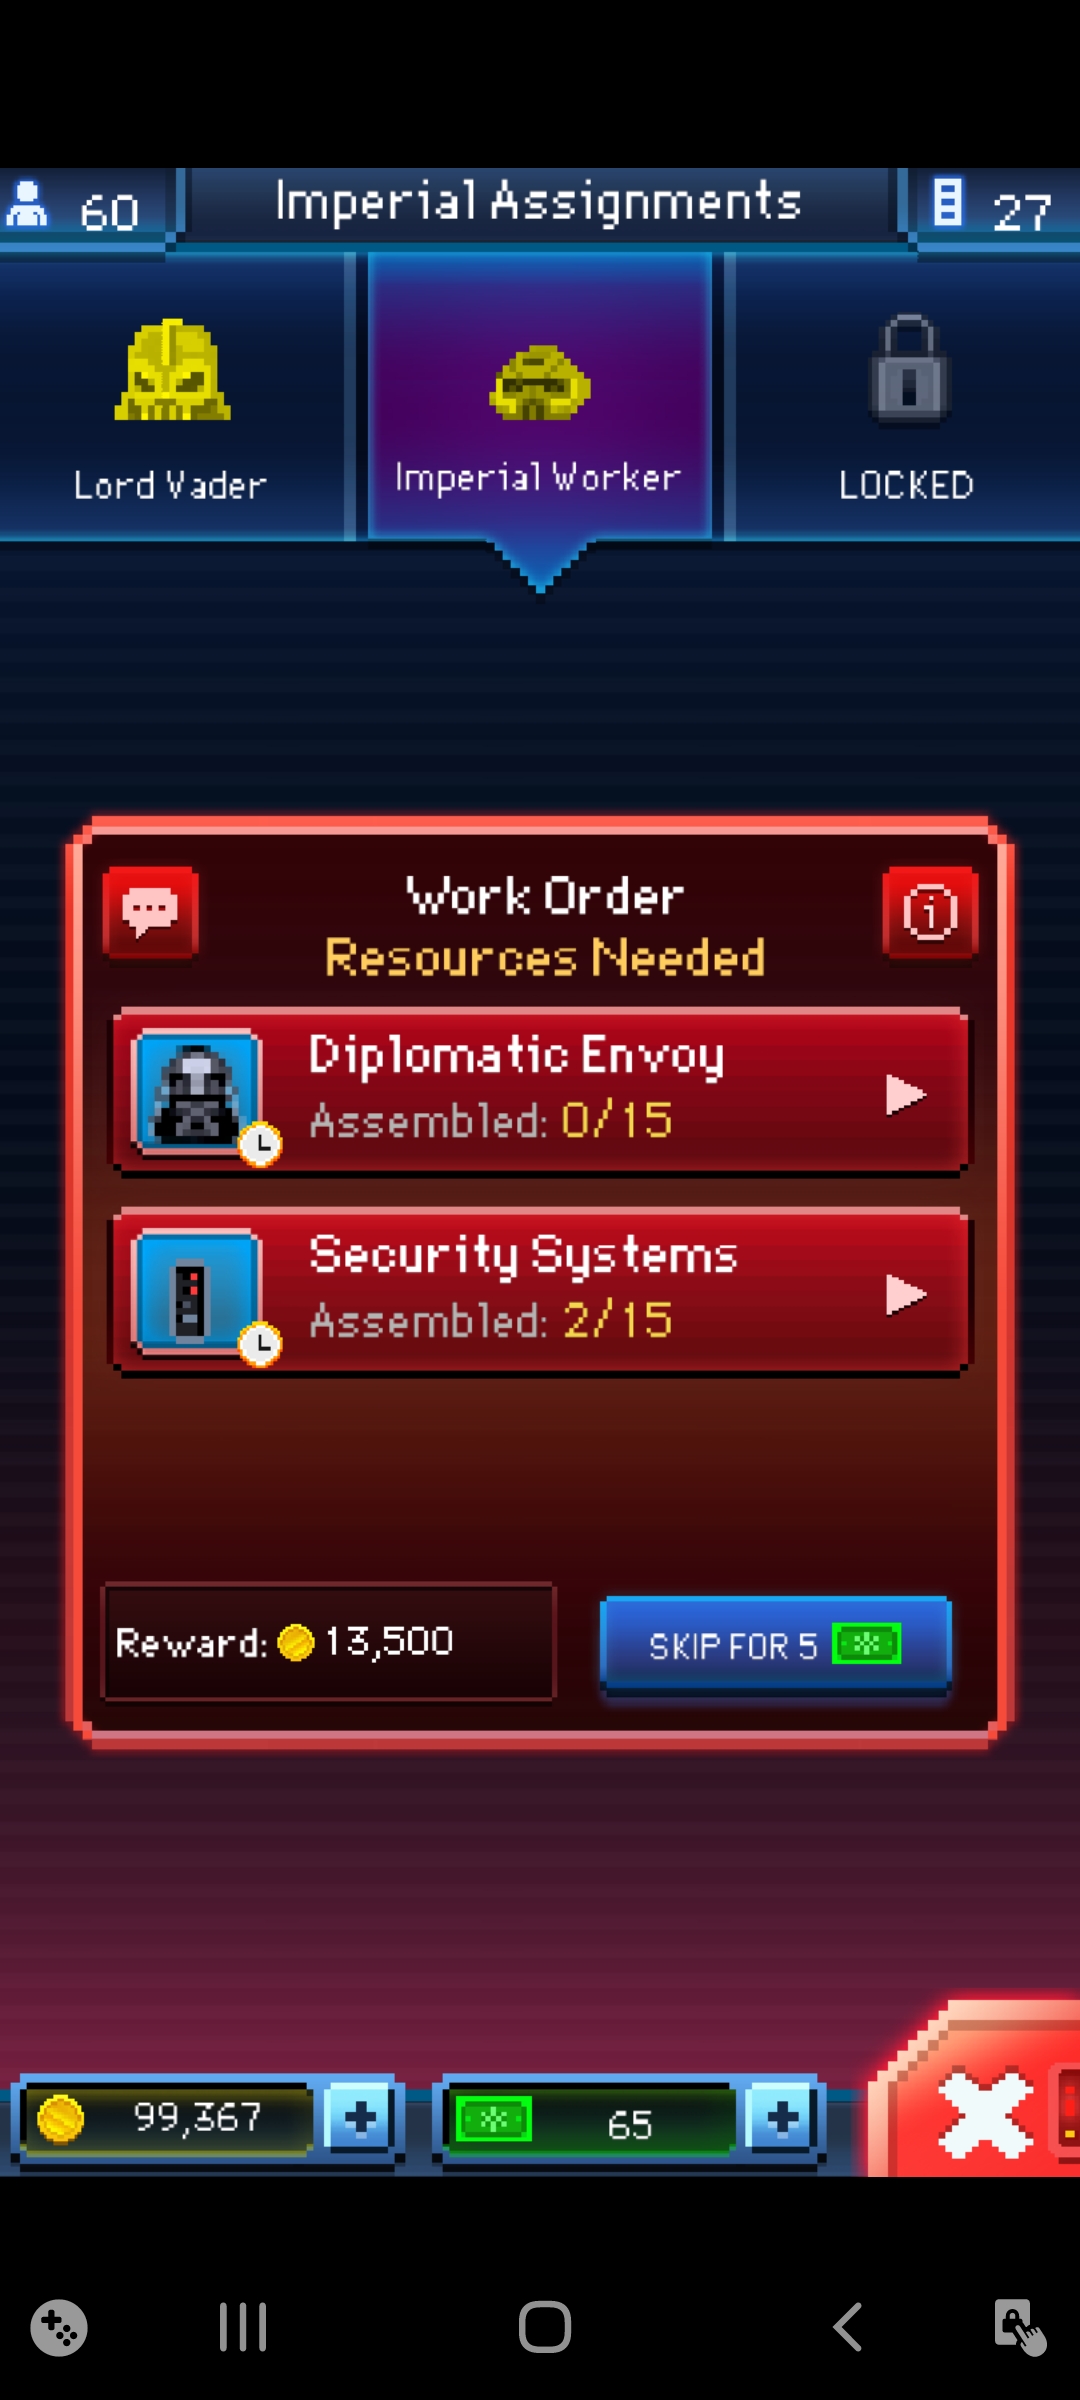 60
Imperial Assignments
27
Lord Vader
Imperial Worker
LOCKED
Work Order
Resources Needed
Diplomatic Envoy
Assembled: 0/15
Security Systems
Assembled: 2/15
Reward: 13,500
SKIP FOR 5
99,367
65